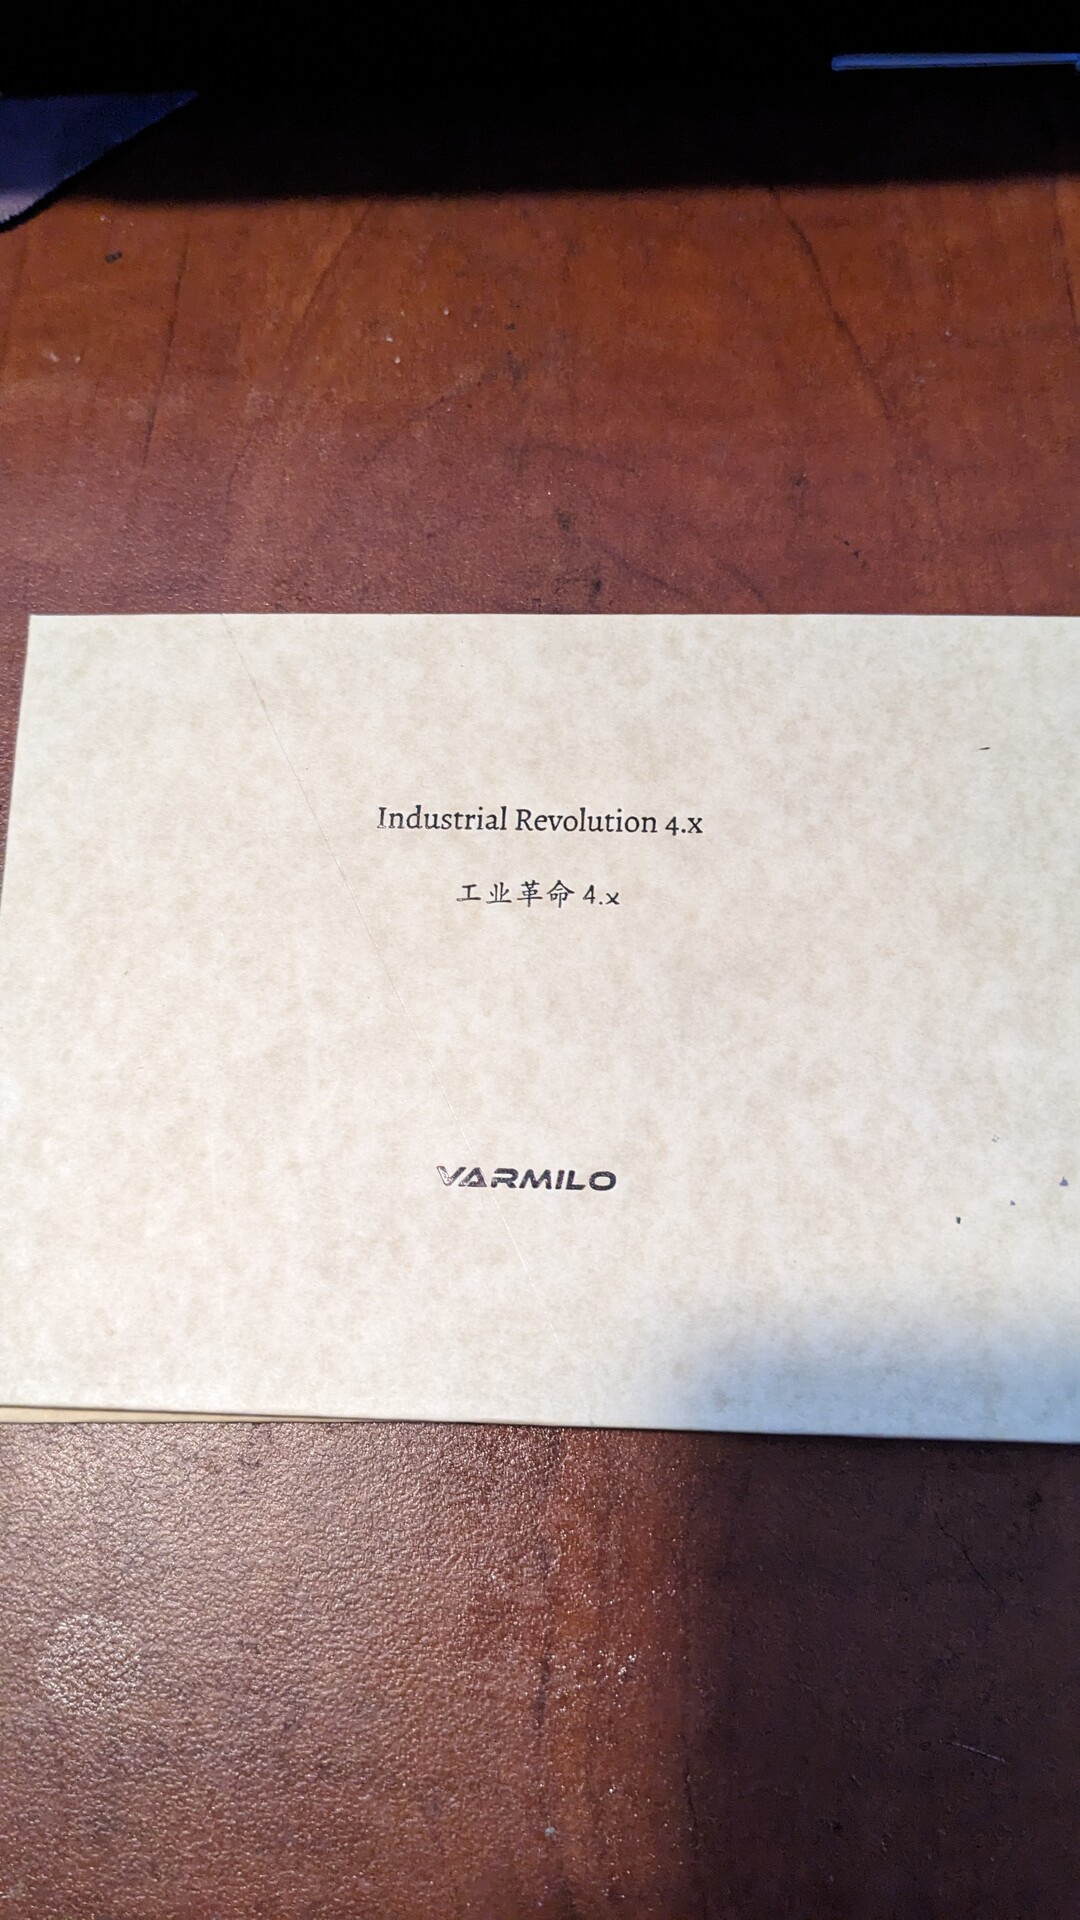 Industrial Revolution 4.x
工业革命 4.x
VARMILO